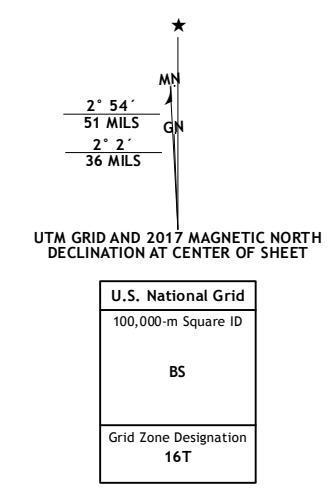 ★
MN
2° 54´
51 MILS
GN
2° 2´
36 MILS
UTM GRID AND 2017 MAGNETIC NORTH
DECLINATION AT CENTER OF SHEET
U.S. National Grid
100,000-m Square ID
BS
Grid Zone Designation
16T